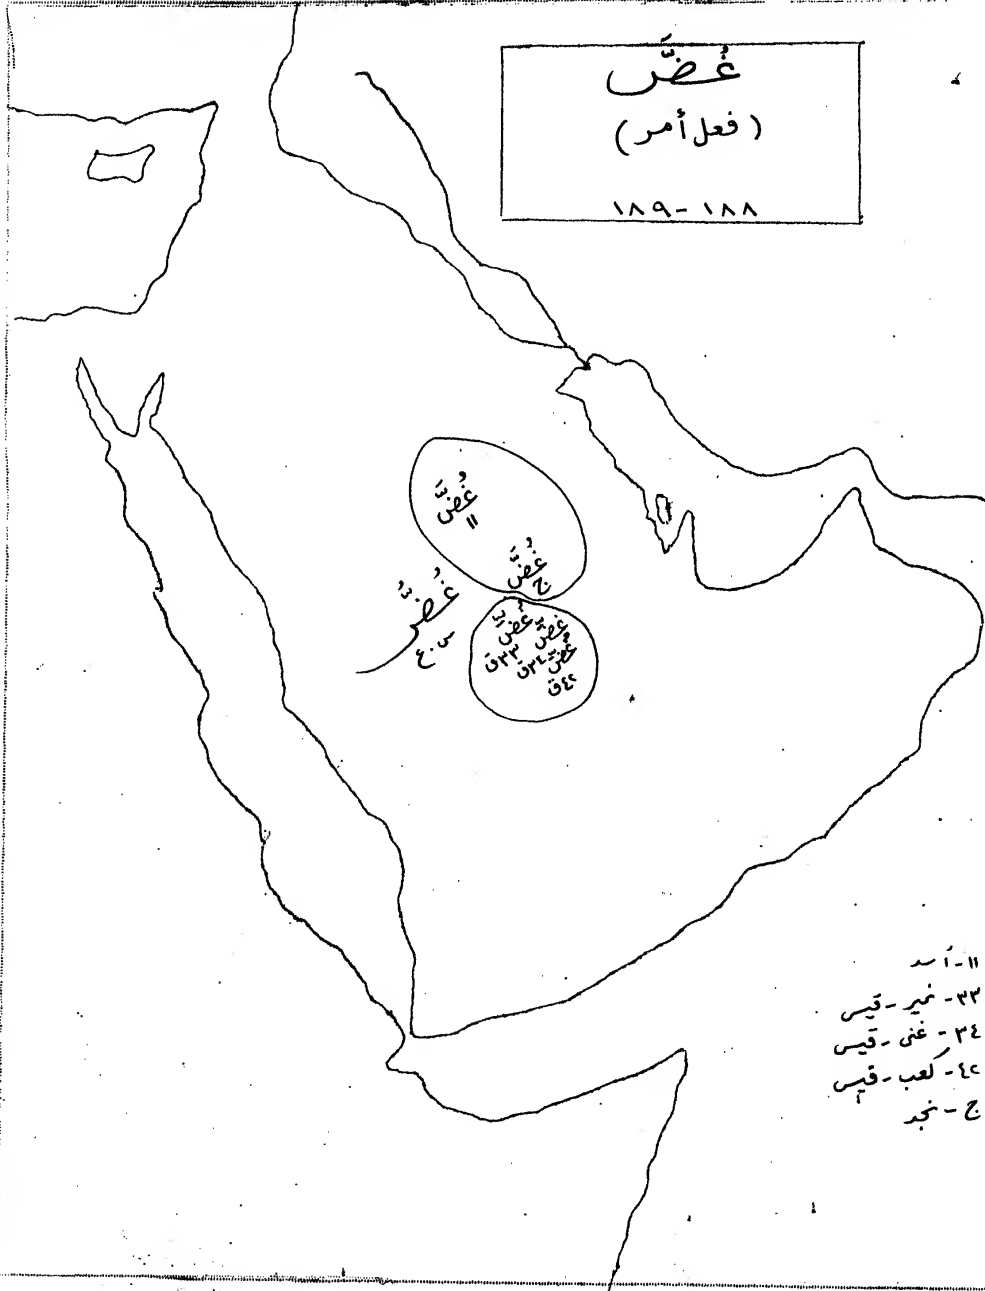 غُضَّ
(فعل أمر)
١٨٨-١٨٩
غُضَّ
١١
غُضَّ
ج
غُضُّ
س.ع
غُضِّ
٣٣ق
غُضِّ
٣٤ق
غُضِّ
٤٢ق
١١-أسد
٣٣-نمير-قيس
٣٤-غنى-قيس
٤٢-كعب-قيس
ج-نجد